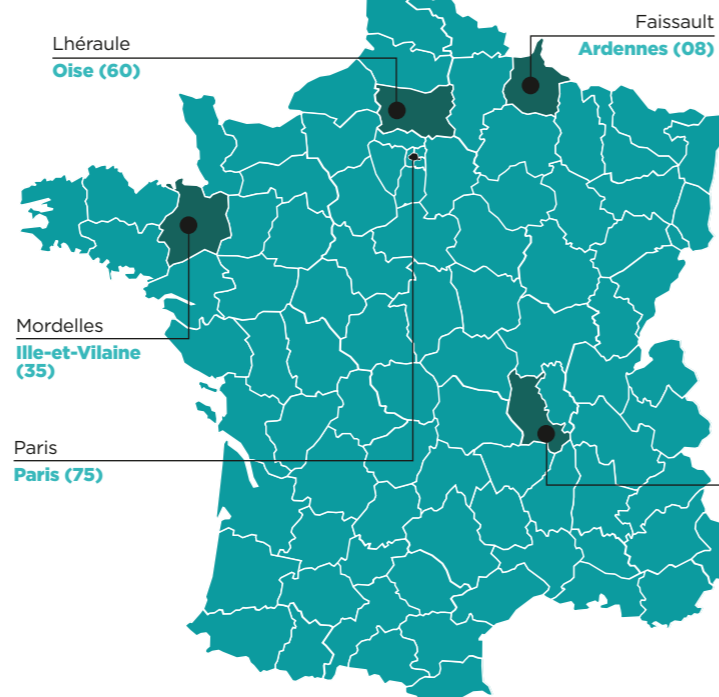 Faissault
Ardennes (08)
Lhéraule
Oise (60)
Mordelles
Ille-et-Vilaine
(35)
Paris
Paris (75)